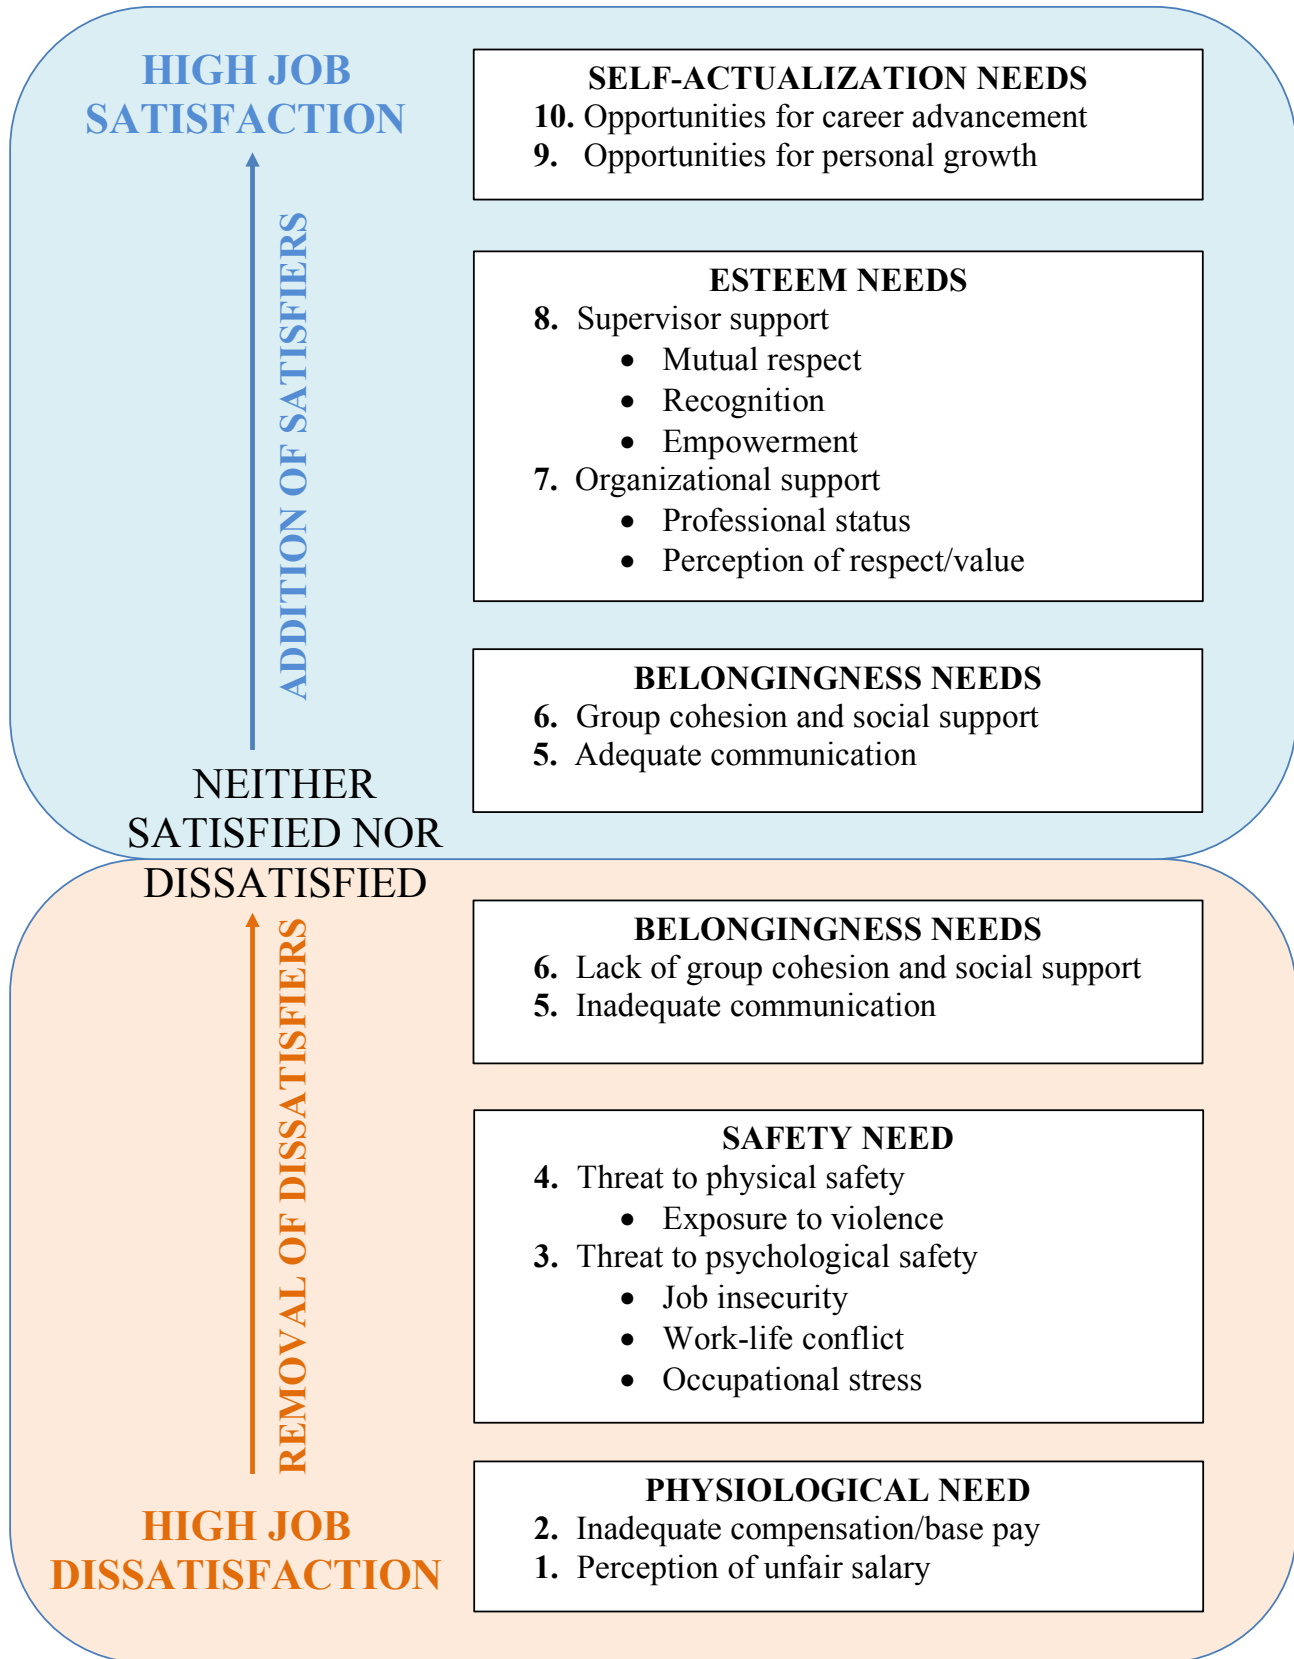 HIGH JOB
SATISFACTION
ADDITION OF SATISFIERS
SELF-ACTUALIZATION NEEDS
10. Opportunities for career advancement
9. Opportunities for personal growth
ESTEEM NEEDS
8. Supervisor support
• Mutual respect
• Recognition
• Empowerment
7. Organizational support
• Professional status
• Perception of respect/value
BELONGINGNESS NEEDS
6. Group cohesion and social support
5. Adequate communication
NEITHER
SATISFIED NOR
DISSATISFIED
REMOVAL OF DISSATISFIERS
BELONGINGNESS NEEDS
6. Lack of group cohesion and social support
5. Inadequate communication
SAFETY NEED
4. Threat to physical safety
• Exposure to violence
3. Threat to psychological safety
• Job insecurity
• Work-life conflict
• Occupational stress
HIGH JOB
DISSATISFACTION
PHYSIOLOGICAL NEED
2. Inadequate compensation/base pay
1. Perception of unfair salary